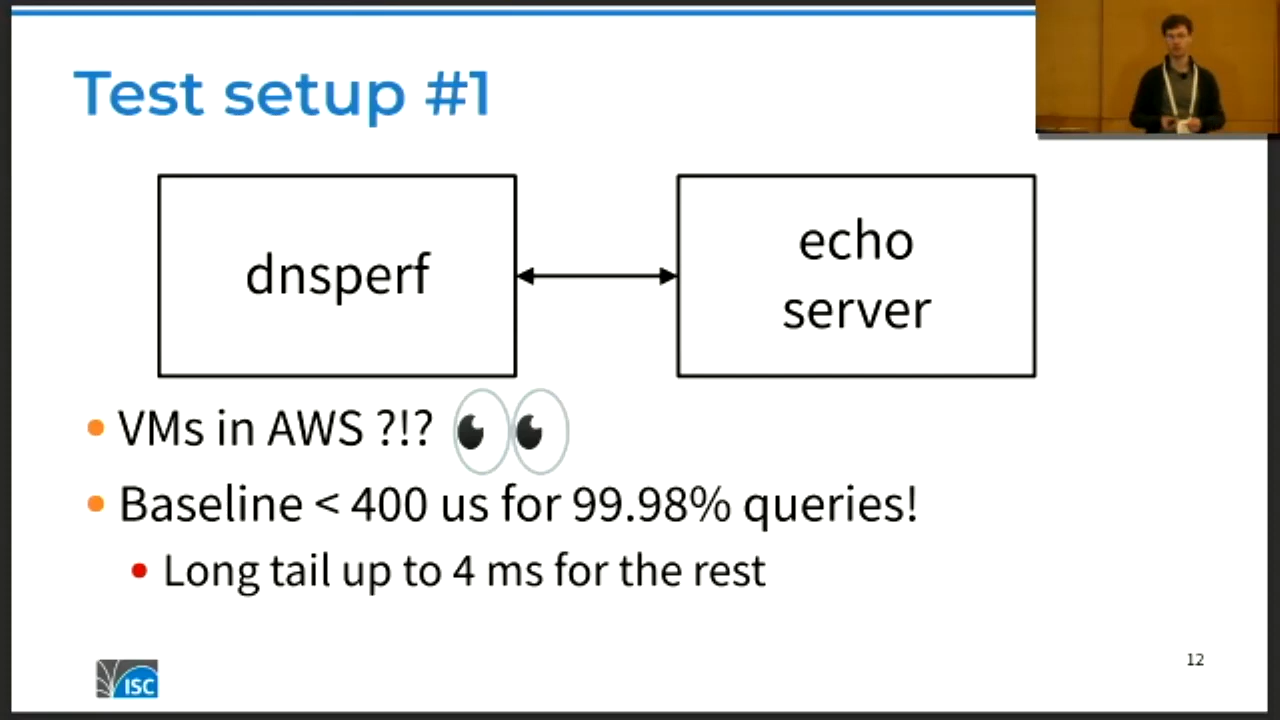 Test setup #1
dnsperf
echo
server
VMs in AWS ?!? 👀
Baseline < 400 us for 99.98% queries!
Long tail up to 4 ms for the rest
ISC
12